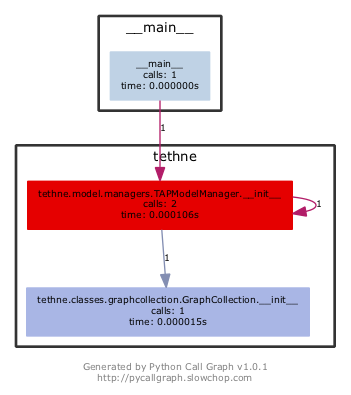 __main__
__main__
calls: 1
time: 0.000000s
1
tethne
tethne.model.managers.TAPModelManager.__init__
calls: 2
time: 0.000106s
1
1
tethne.classes.graphcollection.GraphCollection.__init__
calls: 1
time: 0.000015s
Generated by Python Call Graph v1.0.1
http://pycallgraph.slowchop.com